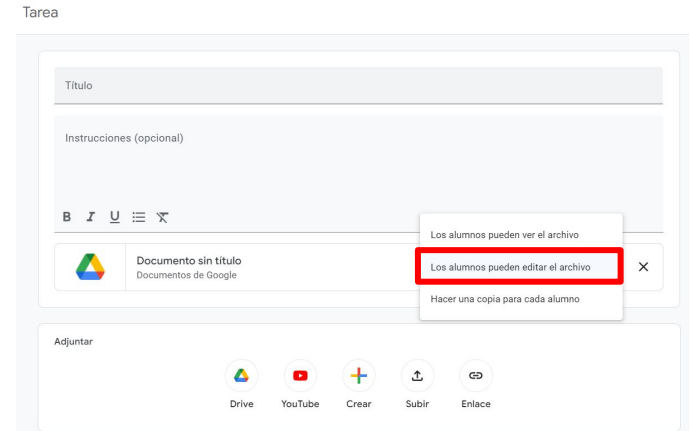 Tarea
Título
Instrucciones (opcional)
B I U
Los alumnos pueden ver el archivo
Documento sin título
Documentos de Google
Los alumnos pueden editar el archivo
Hacer una copia para cada alumno
Adjuntar
Drive YouTube Crear Subir Enlace